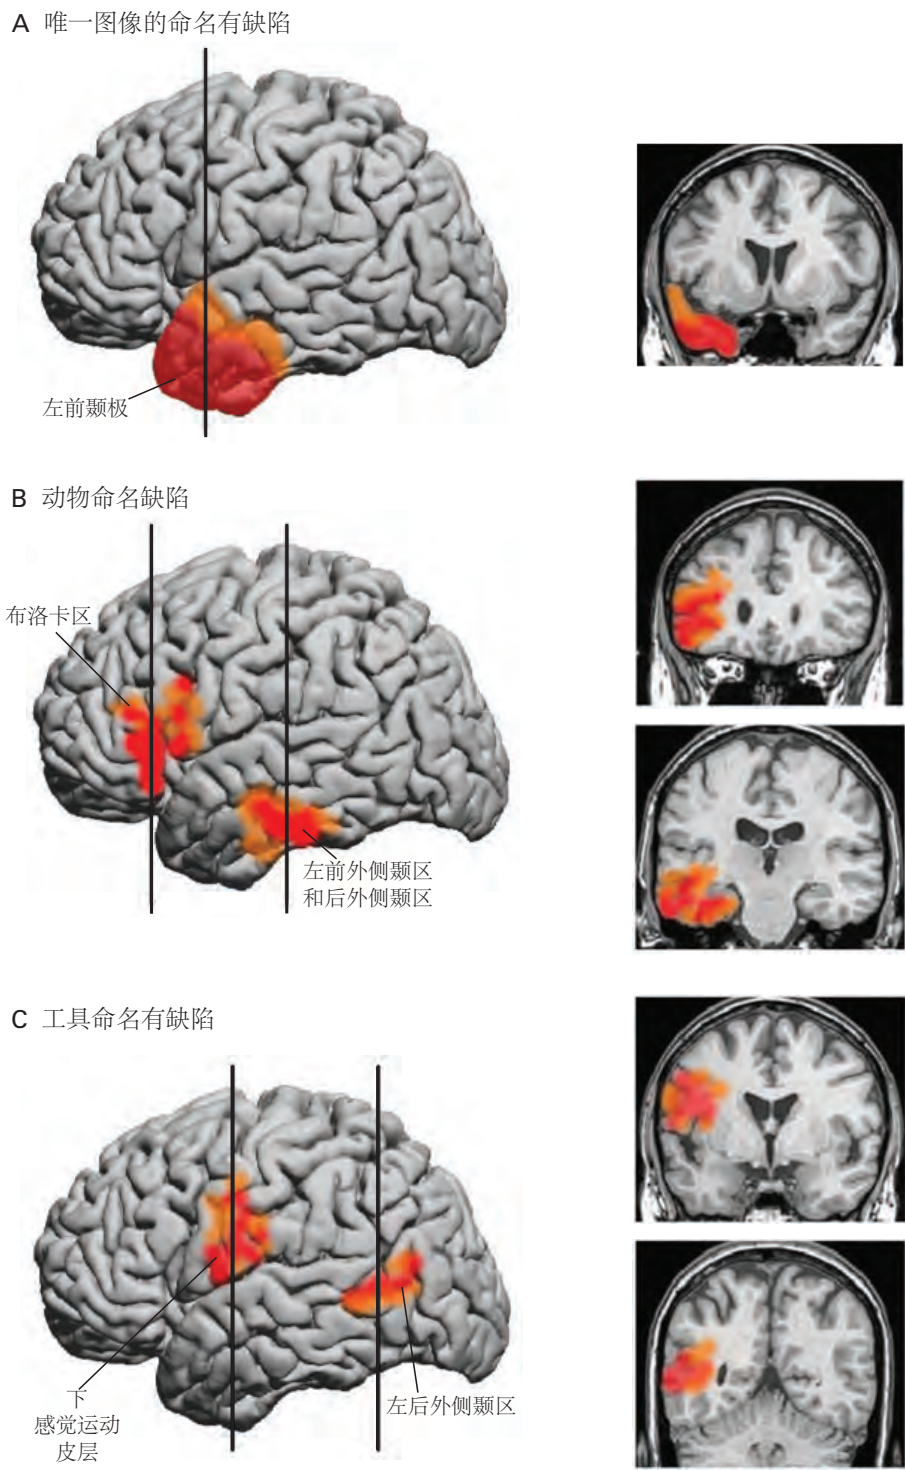 A 唯一图像的命名有缺陷
左前颞极
B 动物命名缺陷
布洛卡区
左前外侧颞区
和后外侧颞区
C 工具命名有缺陷
下
感觉运动
皮层
左后外侧颞区